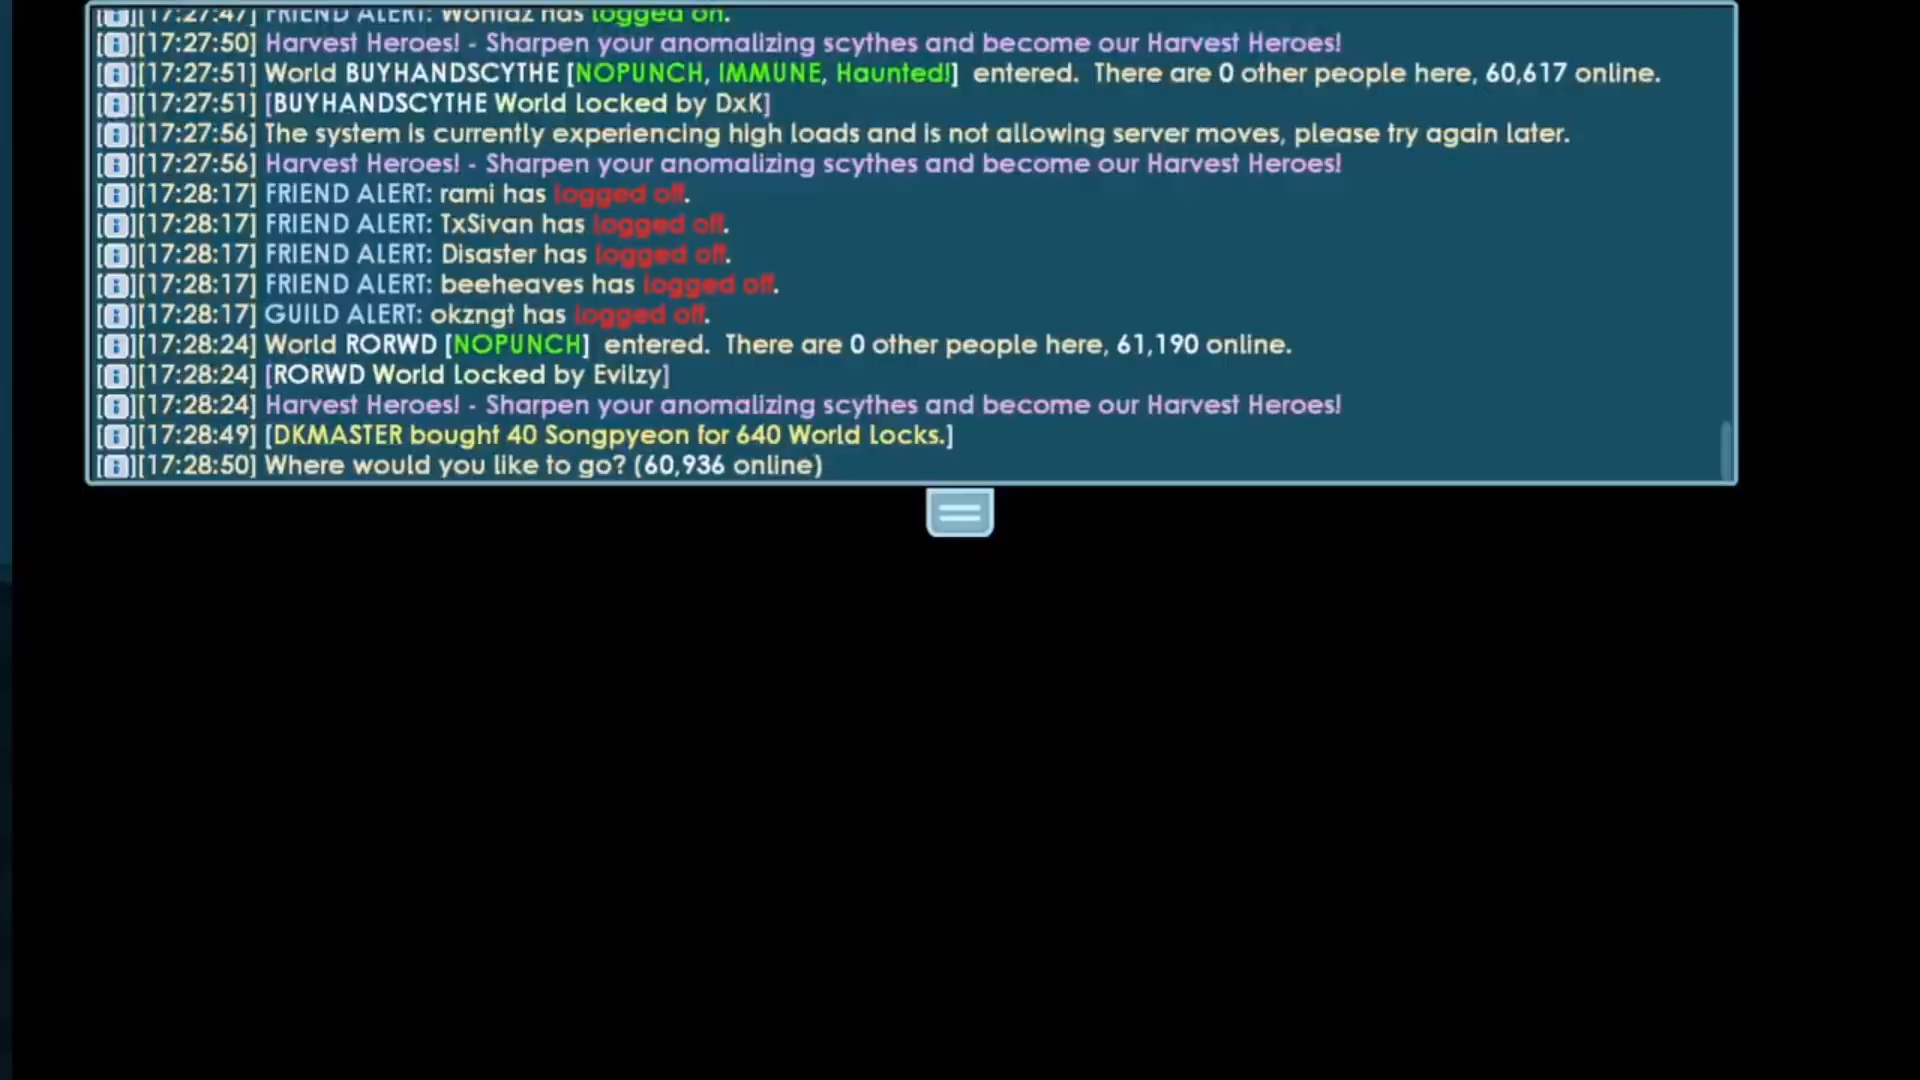 [i][17:27:47] FRIEND ALERT: has logged on.
[i][17:27:50] Harvest Heroes! - Sharpen your anomalizing scythes and become our Harvest Heroes!
[i][17:27:51] World BUYHANDSCYTHE [NOPUNCH, IMMUNE, Haunted!] entered. There are 0 other people here, 60,617 online.
[i][17:27:51] [BUYHANDSCYTHE World Locked by DxK]
[i][17:27:56] The system is currently experiencing high loads and is not allowing server moves, please try again later.
[i][17:27:56] Harvest Heroes! - Sharpen your anomalizing scythes and become our Harvest Heroes!
[i][17:28:17] FRIEND ALERT: rami has logged off.
[i][17:28:17] FRIEND ALERT: TxSivan has logged off.
[i][17:28:17] FRIEND ALERT: Disaster has logged off.
[i][17:28:17] FRIEND ALERT: beeheaves has logged off.
[i][17:28:17] GUILD ALERT: okzngt has logged off.
[i][17:28:24] World RORWD [NOPUNCH] entered. There are 0 other people here, 61,190 online.
[i][17:28:24] [RORWD World Locked by Evilzy]
[i][17:28:24] Harvest Heroes! - Sharpen your anomalizing scythes and become our Harvest Heroes!
[i][17:28:49] [DKMASTER bought 40 Songpyeon for 640 World Locks.]
[i][17:28:50] Where would you like to go? (60,936 online)